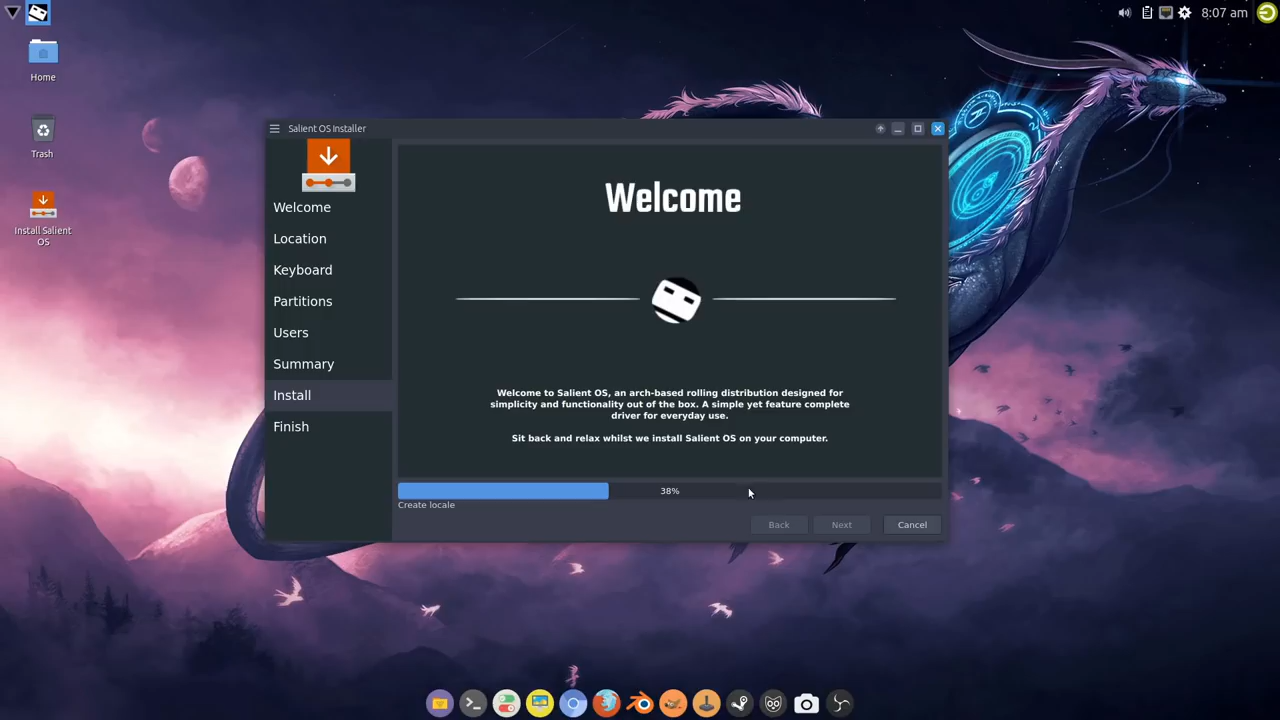 8:07 am
Home
Trash
Install Salient
OS
Salient OS Installer
Welcome
Location
Keyboard
Partitions
Users
Summary
Install
Finish
Welcome
Welcome to Salient OS, an arch-based rolling distribution designed for
simplicity and functionality out of the box. A simple yet feature complete
driver for everyday use.
Sit back and relax whilst we install Salient OS on your computer.
38%
Create locale
Back
Next
Cancel